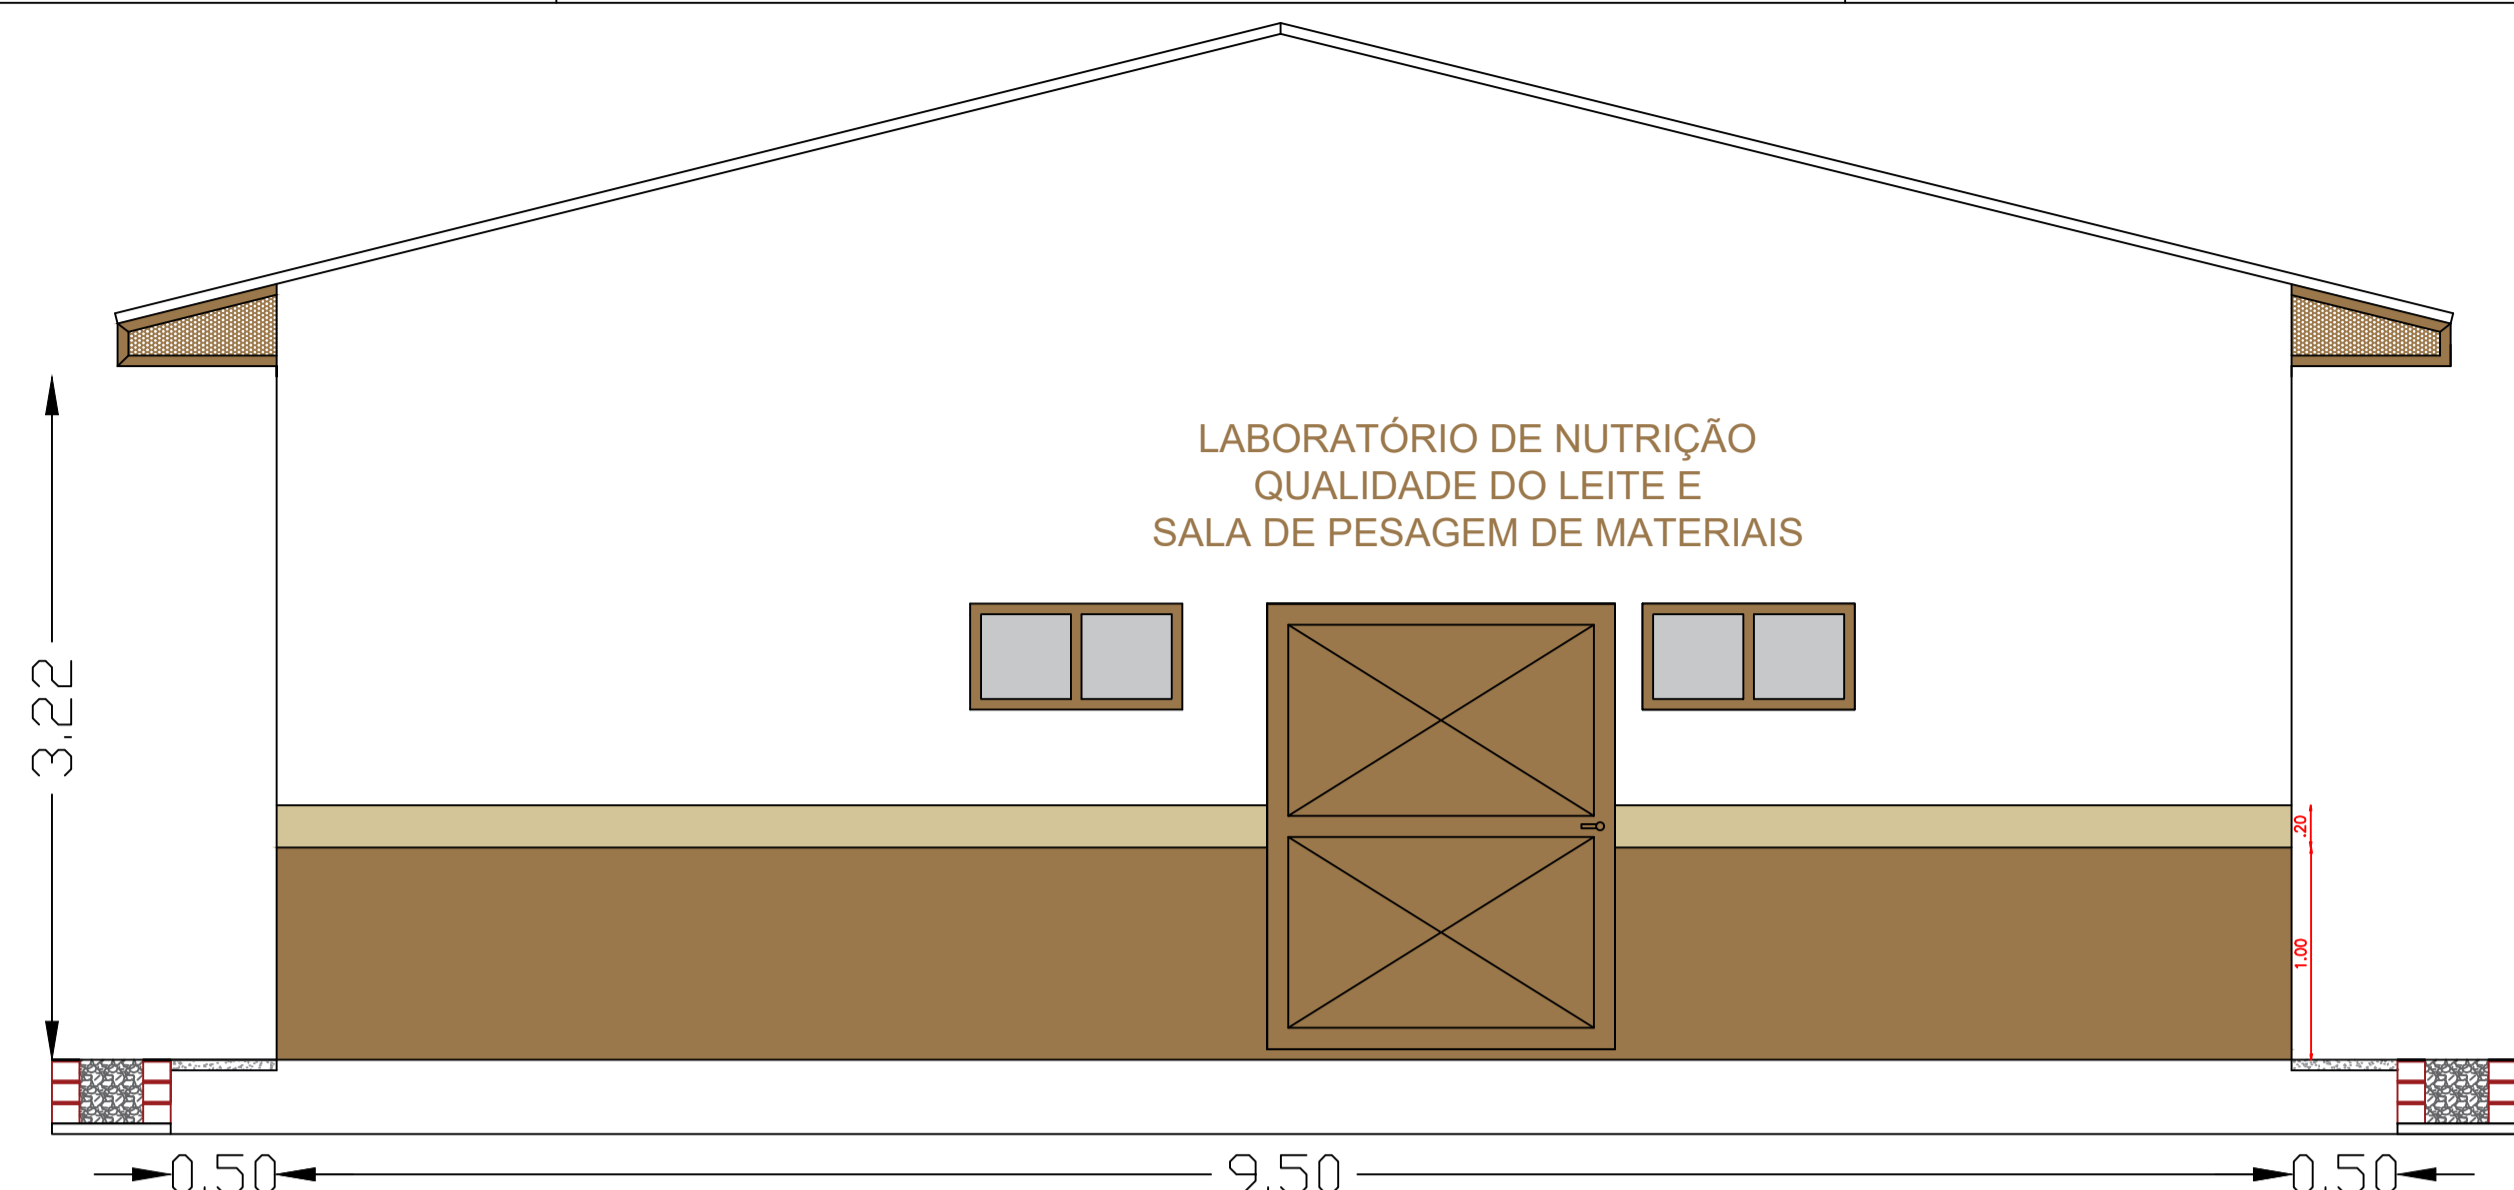 LABORATÓRIO DE NUTRIÇÃO
QUALIDADE DO LEITE E
SALA DE PESAGEM DE MATERIAIS
3.22
.20
1.00
0.50
9.50
0.50